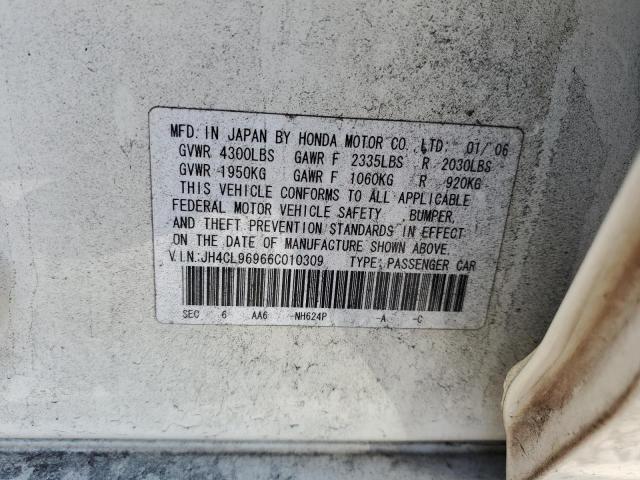 MFD. IN JAPAN BY HONDA MOTOR CO. LTD: 01/ 06
GVWR 4300LBS GAWR F 2335LBS R 2030LBS
GVWR 1950KG GAWR F 1060KG R 920KG
THIS VEHICLE CONFORMS TO ALL APPLICABLE
FEDERAL MOTOR VEHICLE SAFETY .BUMPER,
AND THEFT PREVENTION STANDARDS IN EFFECT
ON THE DATE OF MANUFACTURE SHOWN ABOVE.
V.I.N:JH4CL96966C010309 TYPE: PASSENGER CAR
SEC 6 AA6 -NH624P -A -C